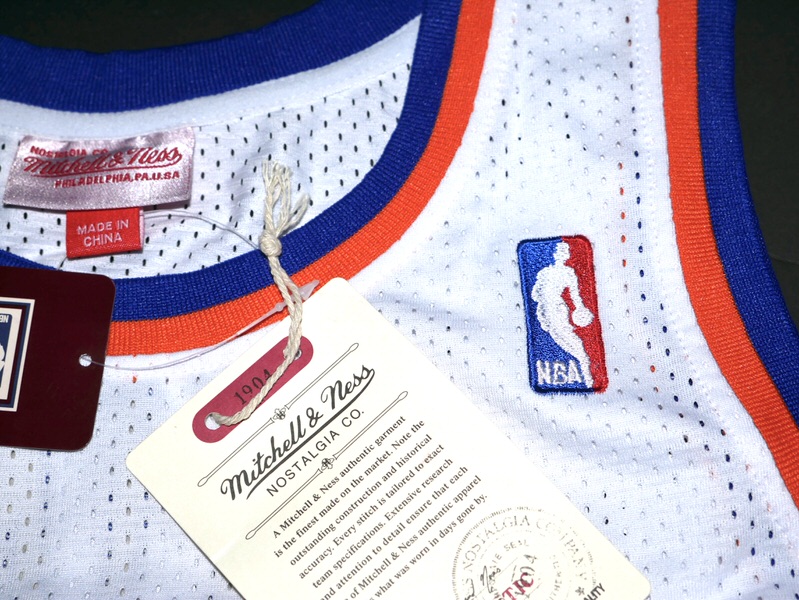 NOSTALGIA CO.
Mitchell & Ness
PHILADELPHIA, PA. U.S.A
MADE IN
CHINA
1904
Mitchell & Ness
NOSTALGIA CO.
A Mitchell & Ness authentic garment
is the finest made on the market. Note the
outstanding construction and historical
accuracy. Every stitch is tailored to exact
team specifications. Extensive research
and attention to detail ensure that each
of Mitchell & Ness authentic apparel
what was worn in days gone by.
NOSTALGIA COMPANY
SEAL
NBA